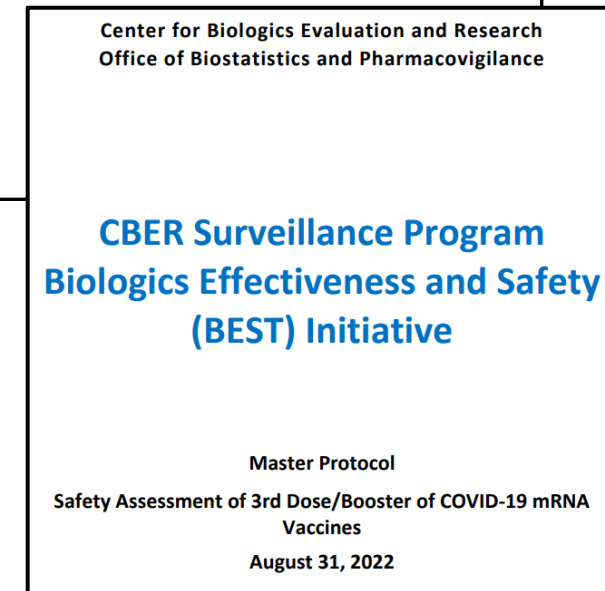 Center for Biologics Evaluation and Research
Office of Biostatistics and Pharmacovigilance
CBER Surveillance Program
Biologics Effectiveness and Safety
(BEST) Initiative
Master Protocol
Safety Assessment of 3rd Dose/Booster of COVID-19 mRNA
Vaccines
August 31, 2022